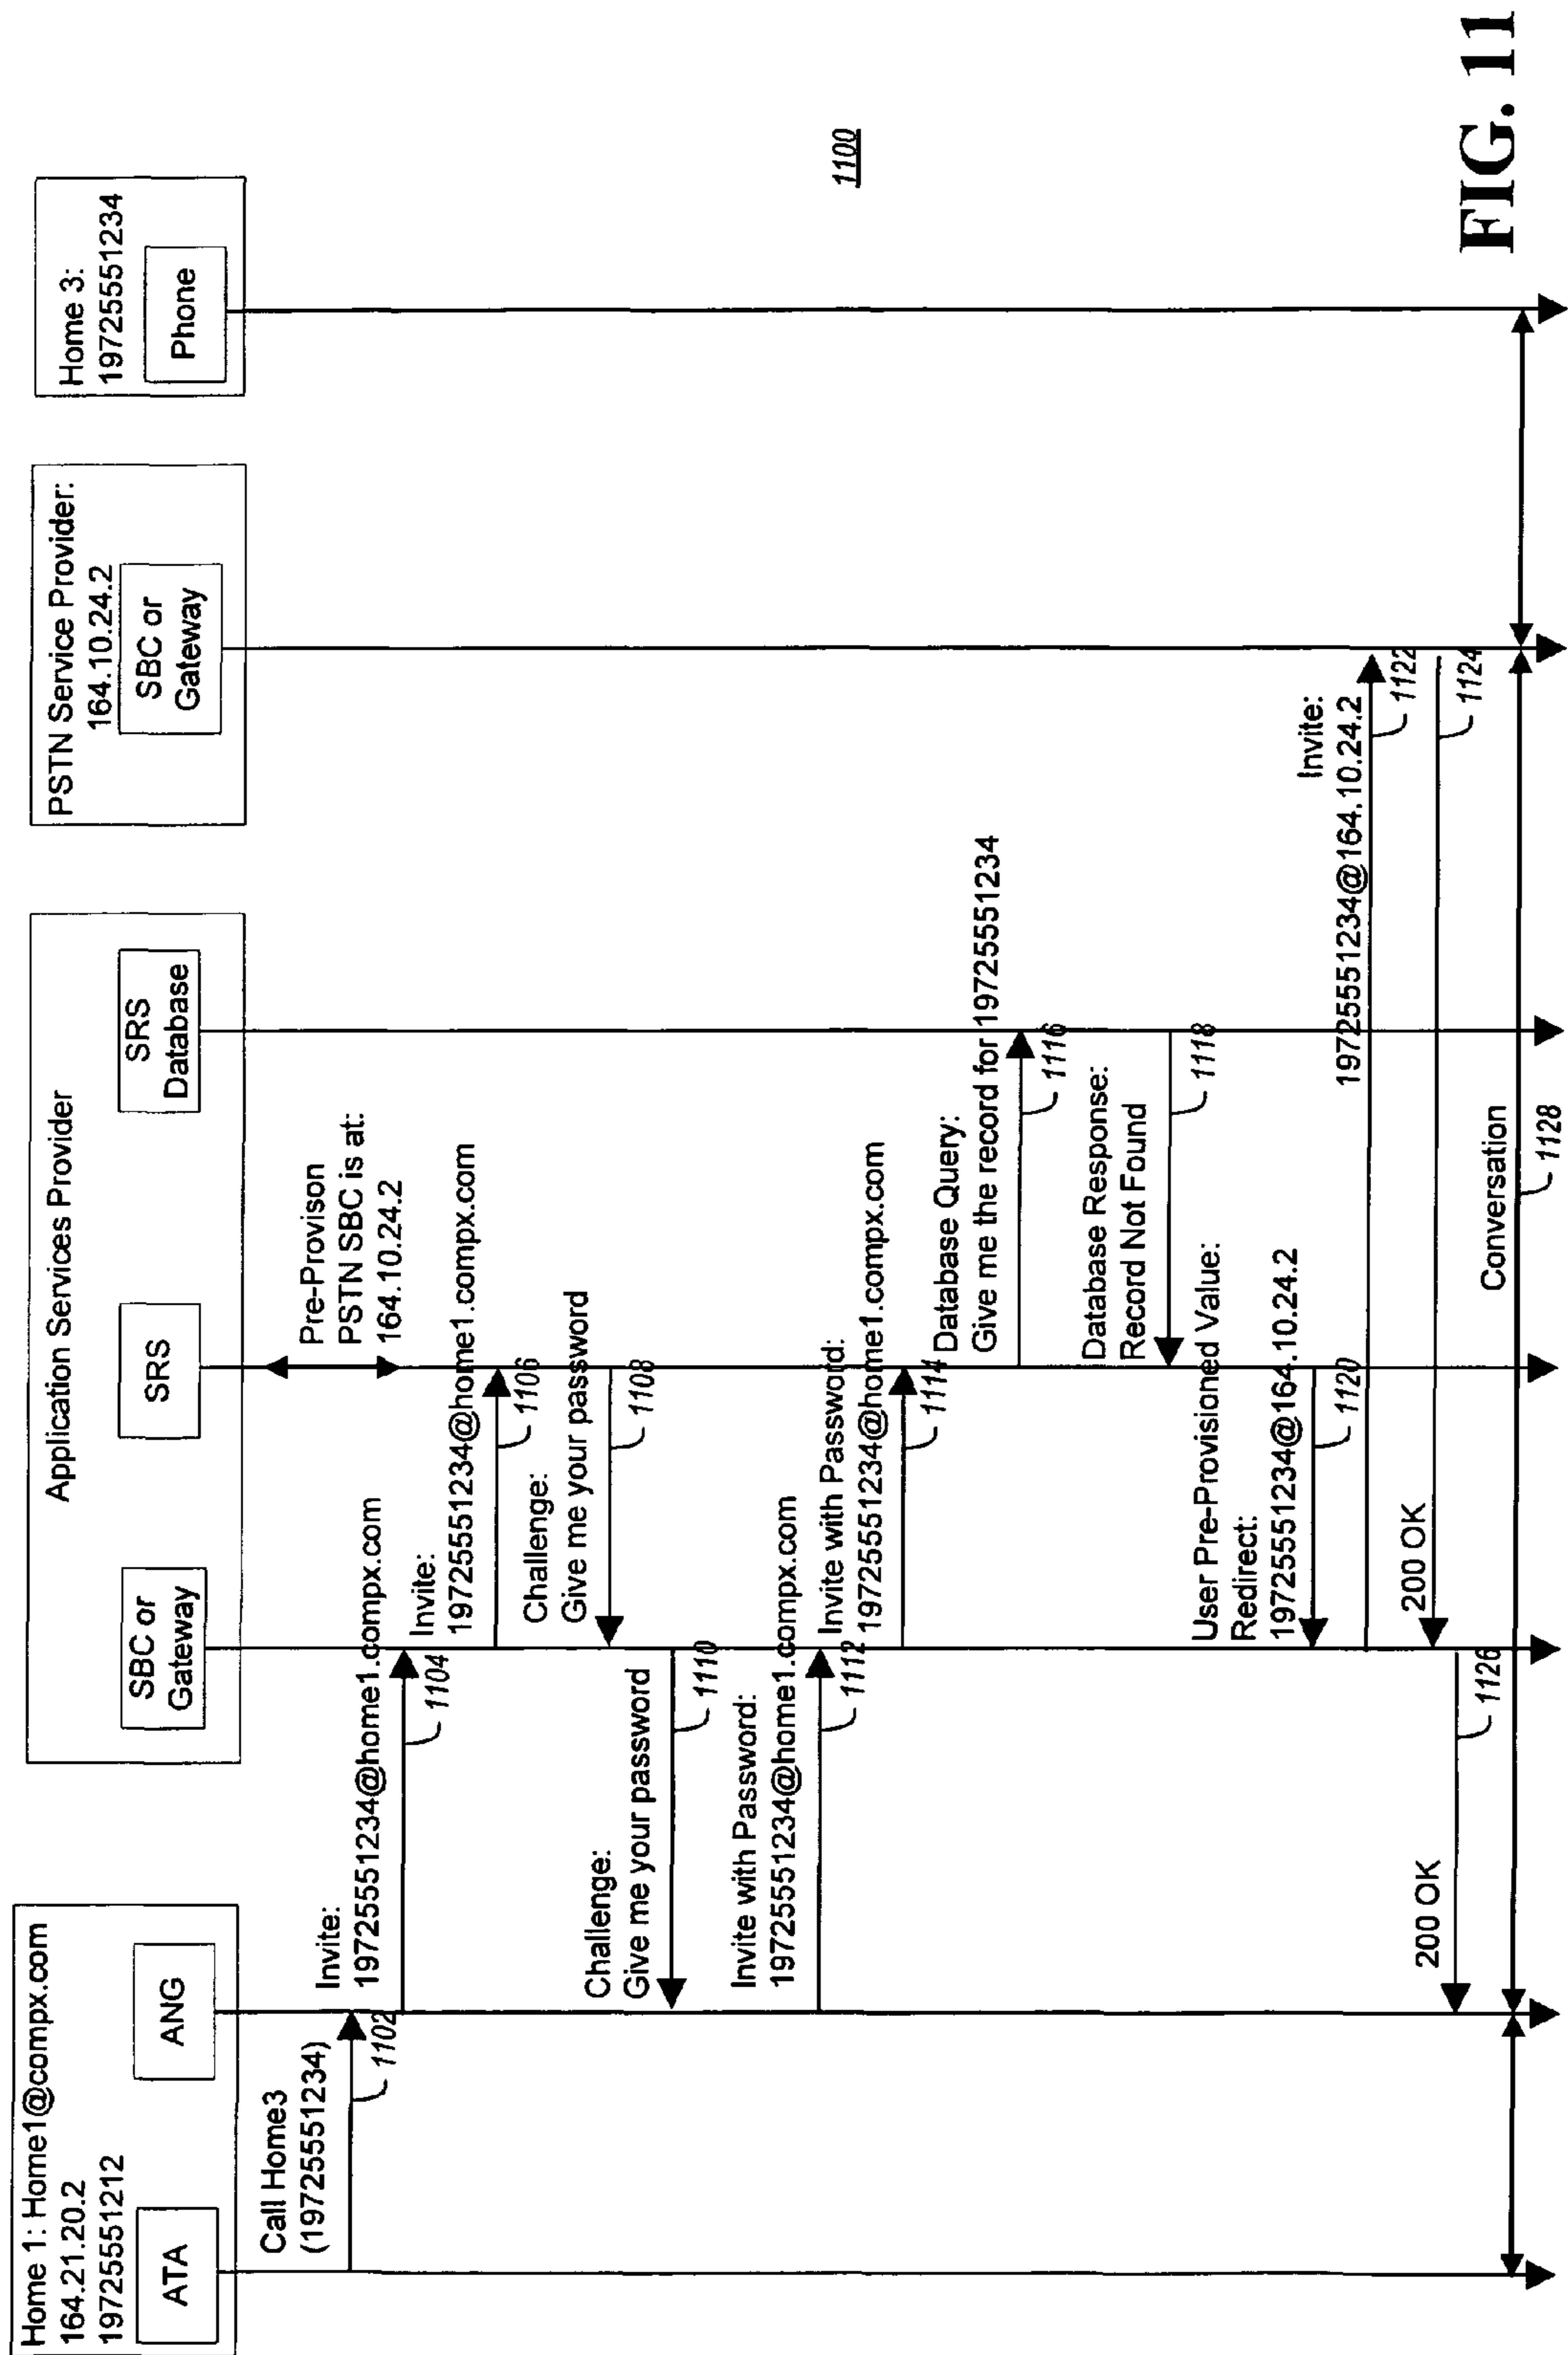 Home 1: Home1@compx.com
164.21.20.2
19725551212
ATA
ANG
Application Services Provider
SBC or
Gateway
SRS
SRS
Database
PSTN Service Provider:
164.10.24.2
SBC or
Gateway
Home 3:
19725551234
Phone
Pre-Provison
PSTN SBC is at:
164.10.24.2
Call Home3
(19725551234)
1102
Invite:
19725551234@home1.compx.com
1104
Invite:
19725551234@home1.compx.com
1106
Challenge:
Give me your password
1108
Challenge:
Give me your password
1110
Invite with Password:
19725551234@home1.compx.com
1112
Invite with Password:
19725551234@home1.compx.com
1114
Database Query:
Give me the record for 19725551234
1116
Database Response:
Record Not Found
1118
User Pre-Provisioned Value:
Redirect:
19725551234@164.10.24.2
1120
Invite:
19725551234@164.10.24.2
1122
200 OK
1124
200 OK
1126
Conversation
1128
1100
FIG. 11